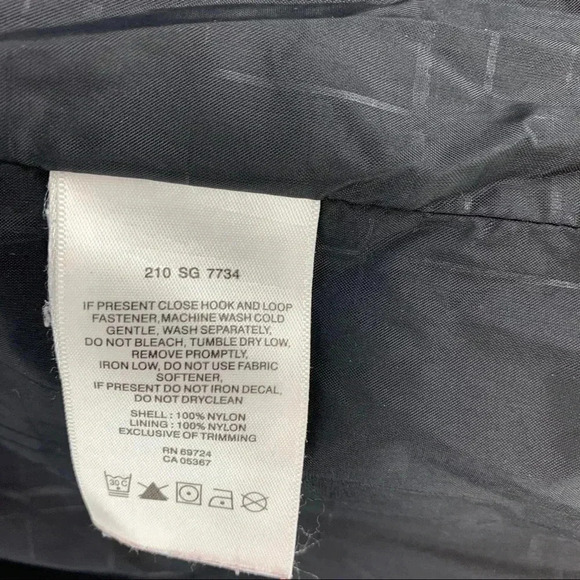 210 SG 7734
IF PRESENT CLOSE HOOK AND LOOP
FASTENER, MACHINE WASH COLD
GENTLE, WASH SEPARATELY,
DO NOT BLEACH, TUMBLE DRY LOW,
REMOVE PROMPTLY,
IRON LOW, DO NOT USE FABRIC
SOFTENER,
IF PRESENT DO NOT IRON DECAL,
DO NOT DRYCLEAN
SHELL : 100% NYLON
LINING : 100% NYLON
EXCLUSIVE OF TRIMMING
RN 69724
CA 05367
30 C